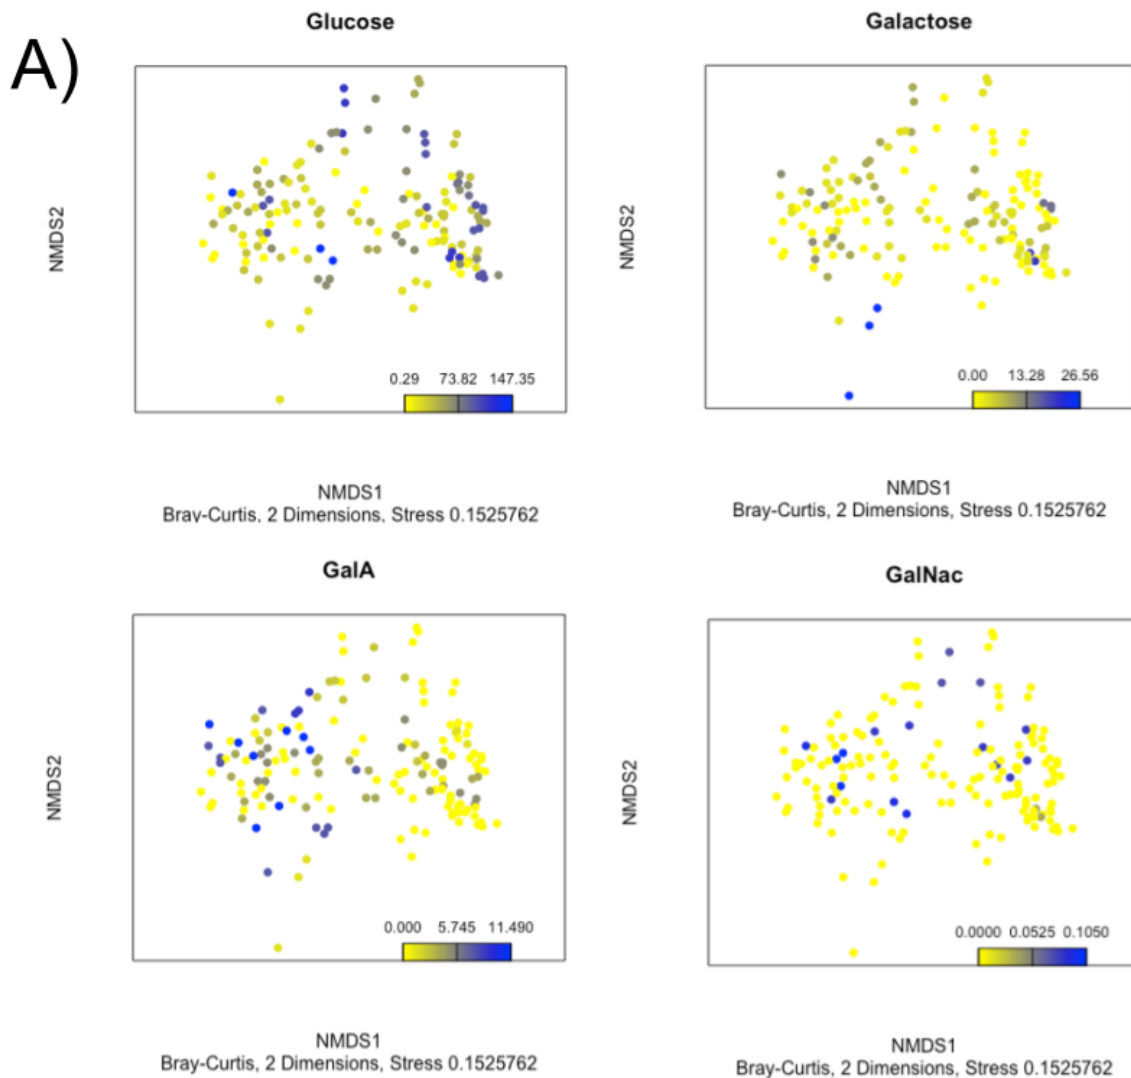 A)
Glucose
NMDS2
0.29 73.82 147.35
NMDS1
Bray-Curtis, 2 Dimensions, Stress 0.1525762
Galactose
NMDS2
0.00 13.28 26.56
NMDS1
Bray-Curtis, 2 Dimensions, Stress 0.1525762
GalA
NMDS2
0.000 5.745 11.490
NMDS1
Bray-Curtis, 2 Dimensions, Stress 0.1525762
GalNac
NMDS2
0.0000 0.0525 0.1050
NMDS1
Bray-Curtis, 2 Dimensions, Stress 0.1525762